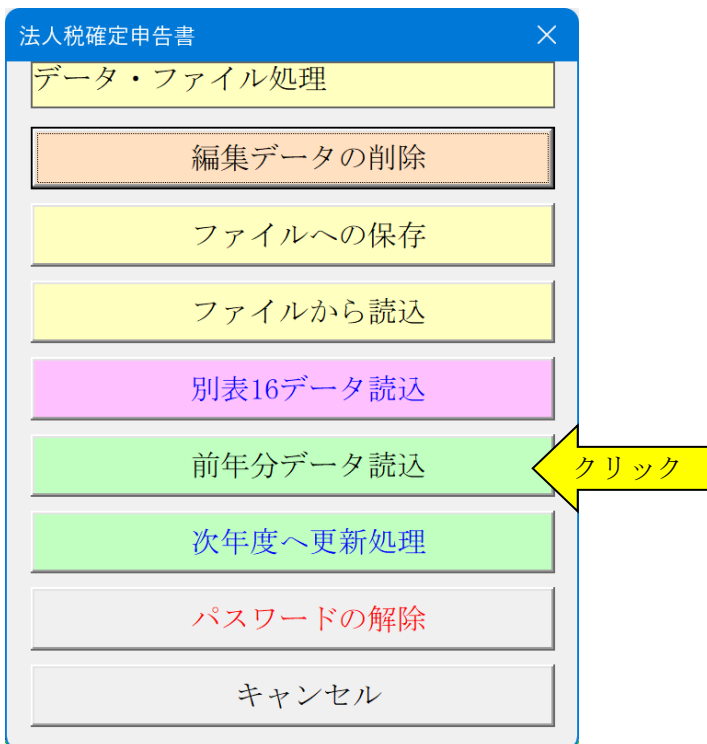 法人税確定申告書
データ・ファイル処理
編集データの削除
ファイルへの保存
ファイルから読込
別表16データ読込
前年分データ読込
クリック
次年度へ更新処理
パスワードの解除
キャンセル